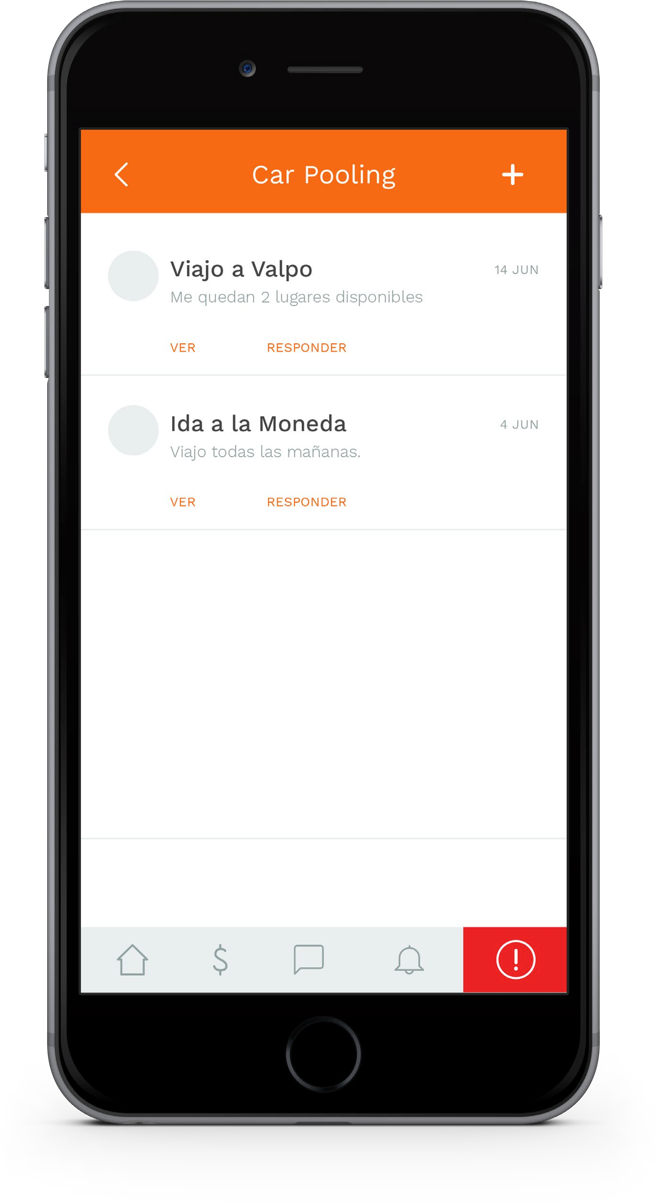 Car Pooling
Viajo a Valpo
14 JUN
Me quedan 2 lugares disponibles
VER
RESPONDER
Ida a la Moneda
4 JUN
Viajo todas las mañanas.
VER
RESPONDER